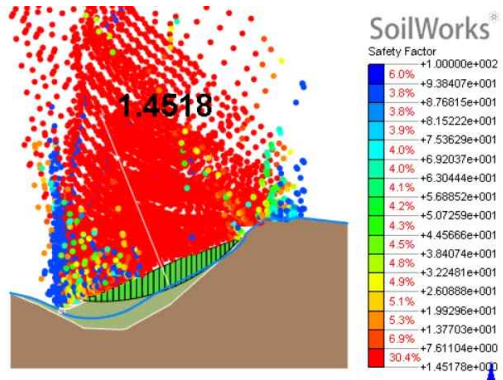 SoilWorks
Safety Factor
+1.00000e+002
6.0%
+9.38407e+001
3.8%
+8.76815e+001
3.8%
+8.15222e+001
3.9%
+7.53629e+001
4.0%
+6.92037e+001
4.0%
+6.30444e+001
4.1%
+5.68852e+001
4.2%
+5.07259e+001
4.3%
+4.45666e+001
4.5%
+3.84074e+001
4.8%
+3.22481e+001
4.9%
+2.60888e+001
5.1%
+1.99296e+001
5.3%
+1.37703e+001
6.9%
+7.61104e+000
30.4%
+1.45178e+000
1.4518